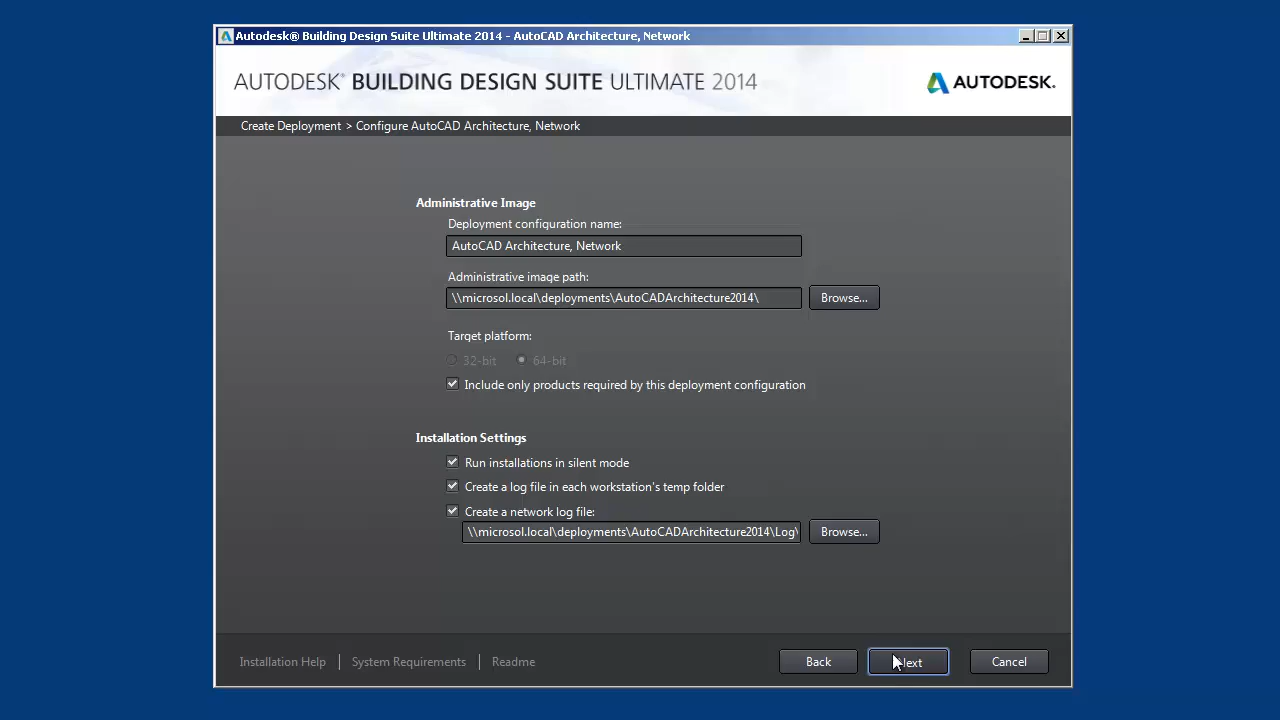 Autodesk® Building Design Suite Ultimate 2014 - AutoCAD Architecture, Network
AUTODESK® BUILDING DESIGN SUITE ULTIMATE 2014
AUTODESK.
Create Deployment > Configure AutoCAD Architecture, Network
Administrative Image
Deployment configuration name:
AutoCAD Architecture, Network
Administrative image path:
\\microsol.local\deployments\AutoCADArchitecture2014\ Browse...
Target platform:
32-bit 64-bit
Include only products required by this deployment configuration
Installation Settings
Run installations in silent mode
Create a log file in each workstation's temp folder
Create a network log file:
\\microsol.local\deployments\AutoCADArchitecture2014\Log\ Browse...
Installation Help | System Requirements | Readme
Back Next Cancel